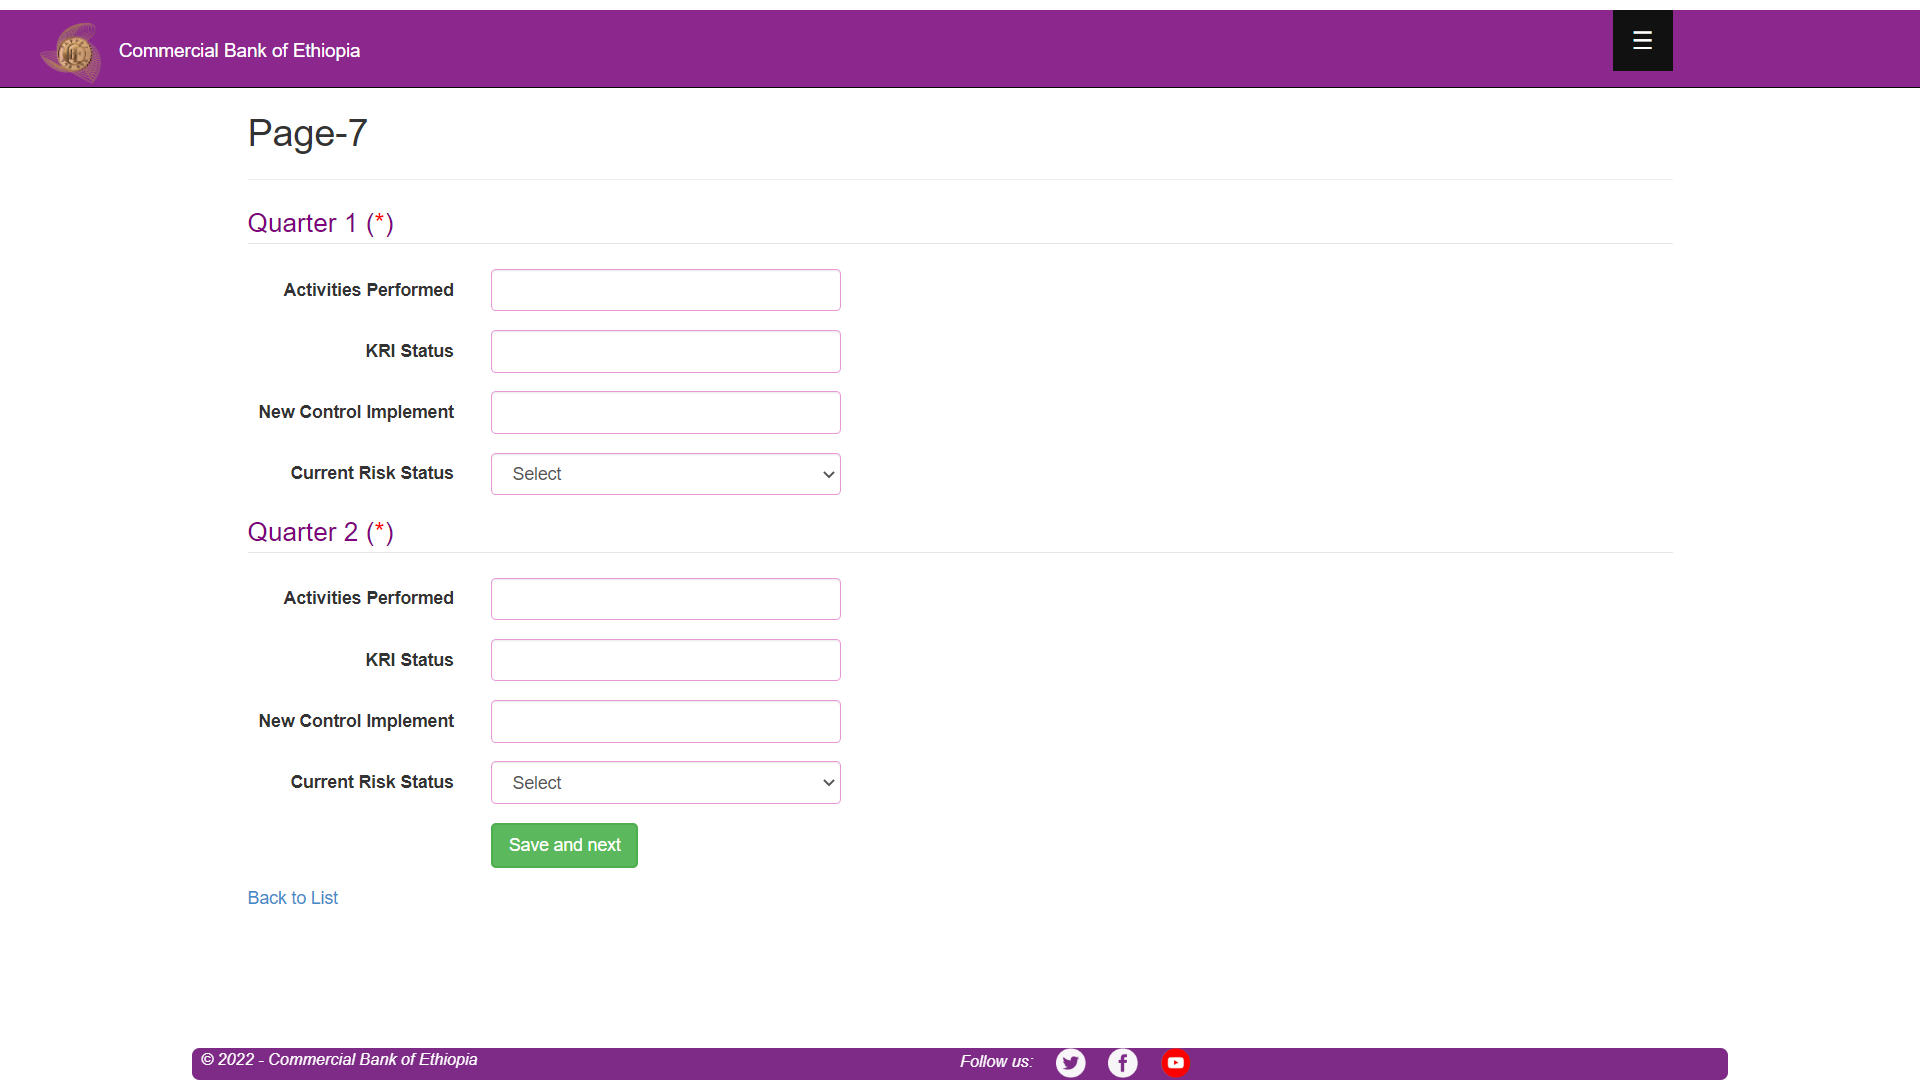 Commercial Bank of Ethiopia
Page-7
Quarter 1 (*)
Activities Performed
KRI Status
New Control Implement
Current Risk Status Select
Quarter 2 (*)
Activities Performed
KRI Status
New Control Implement
Current Risk Status Select
Save and next
Back to List
© 2022 - Commercial Bank of Ethiopia Follow us: